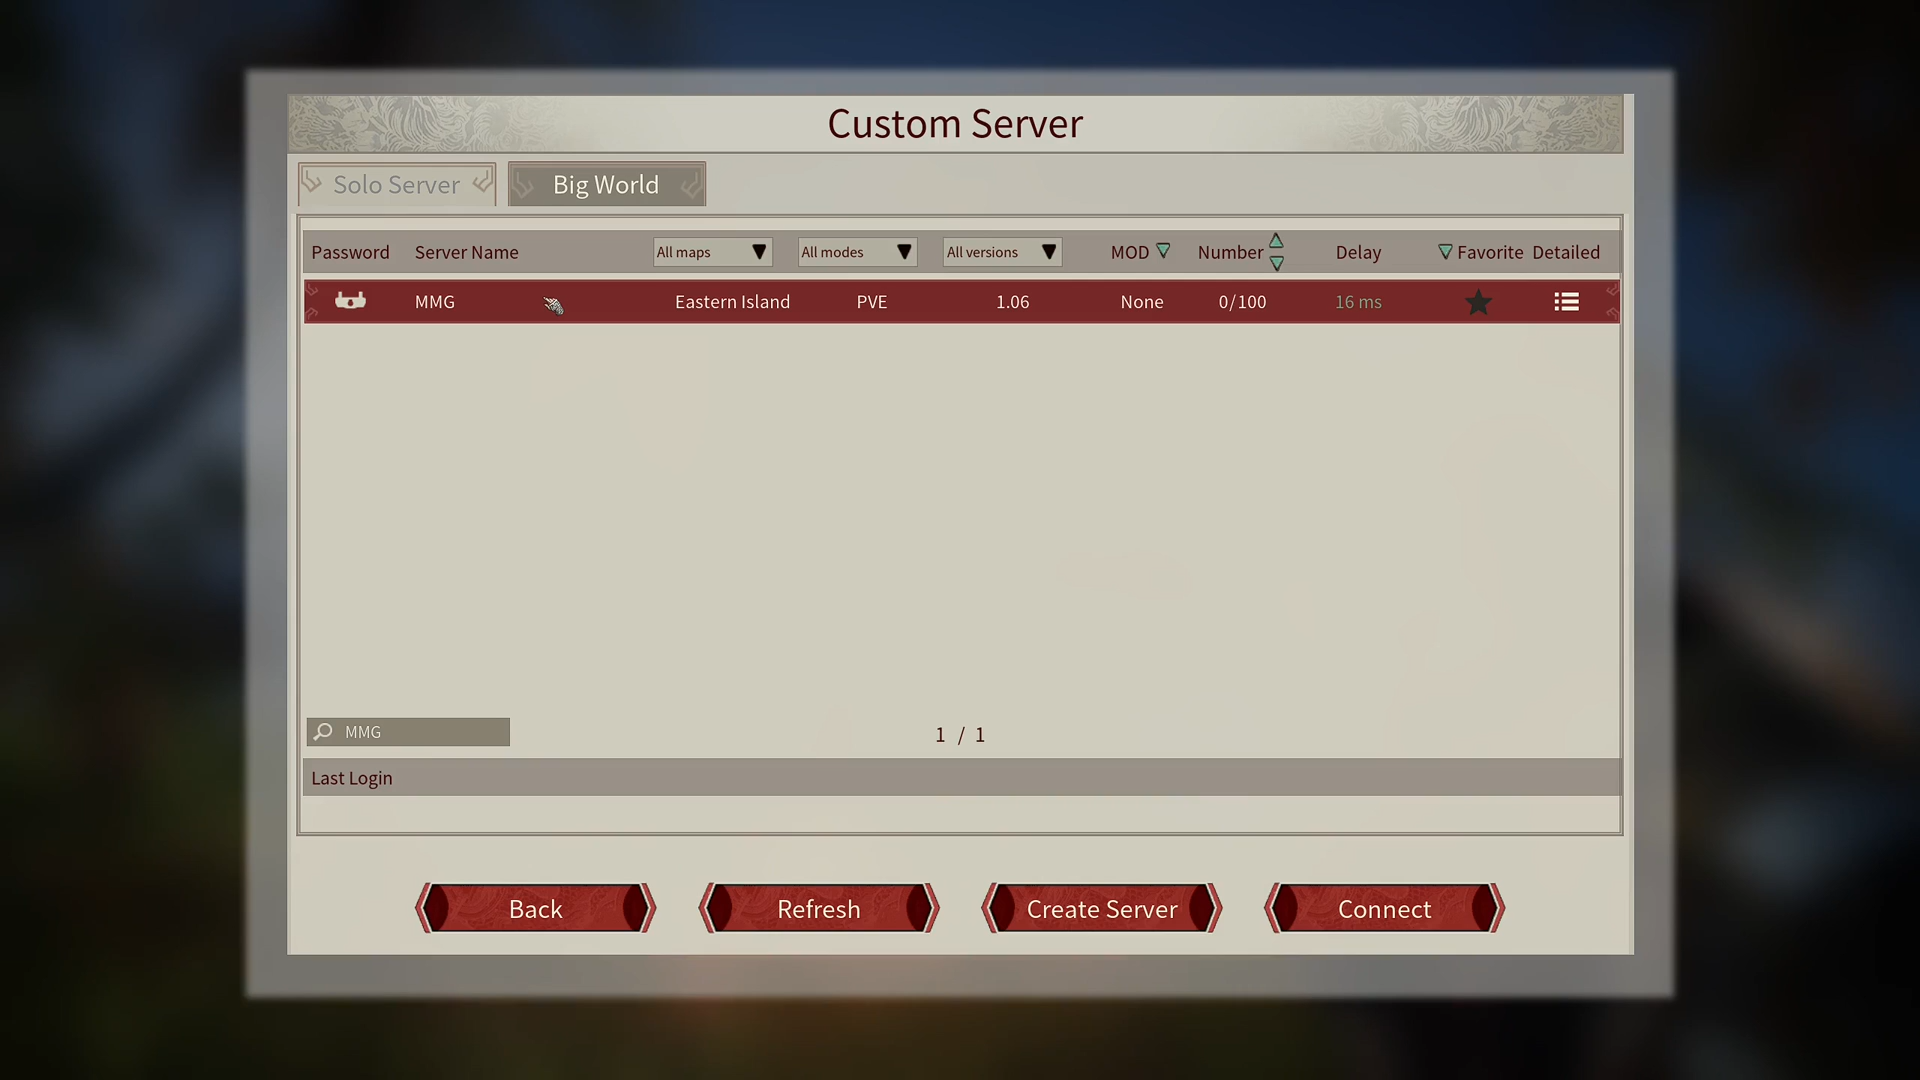 Custom Server
Solo Server Big World
Password Server Name All maps All modes All versions MOD Number Delay Favorite Detailed
MMG Eastern Island PVE 1.06 None 0/100 16 ms
MMG 1 / 1
Last Login
Back Refresh Create Server Connect